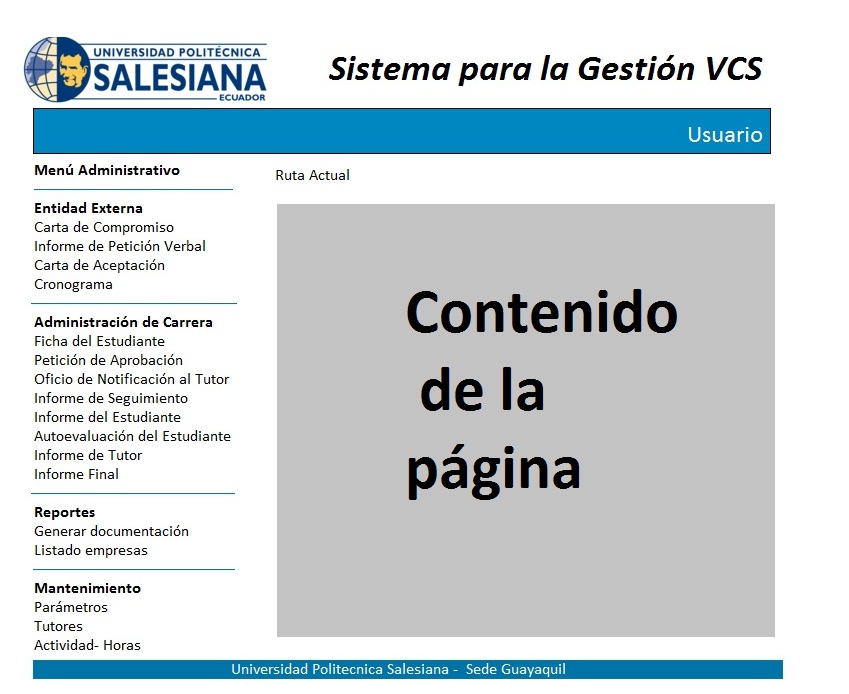 UNIVERSIDAD POLITÉCNICA
SALESIANA
ECUADOR
Sistema para la Gestión VCS
Usuario
Menú Administrativo
Ruta Actual
Entidad Externa
Carta de Compromiso
Informe de Petición Verbal
Carta de Aceptación
Cronograma
Administración de Carrera
Ficha del Estudiante
Petición de Aprobación
Oficio de Notificación al Tutor
Informe de Seguimiento
Informe del Estudiante
Autoevaluación del Estudiante
Informe de Tutor
Informe Final
Reportes
Generar documentación
Listado empresas
Mantenimiento
Parámetros
Tutores
Actividad- Horas
Contenido
de la
página
Universidad Politecnica Salesiana - Sede Guayaquil